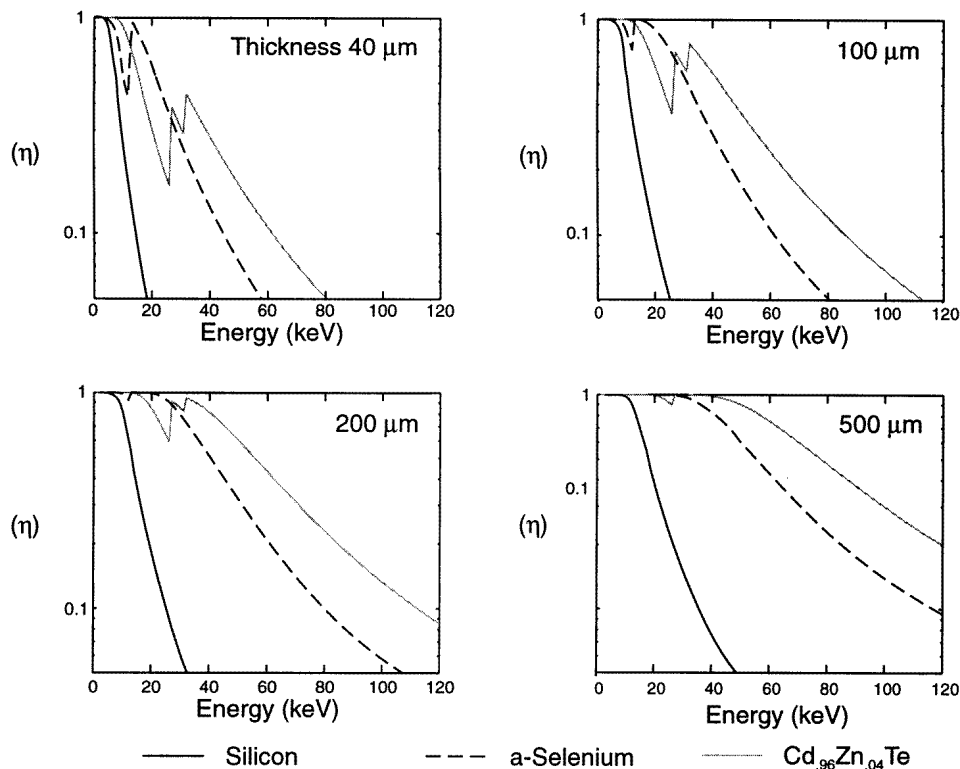 1
Thickness 40 µm
(η)
0.1
0 20 40 60 80 100 120
Energy (keV)
1
100 µm
(η)
0.1
0 20 40 60 80 100 120
Energy (keV)
1
200 µm
(η)
0.1
0 20 40 60 80 100 120
Energy (keV)
1
500 µm
(η)
0.1
0 20 40 60 80 100 120
Energy (keV)
Silicon
a-Selenium
Cd.96Zn.04Te